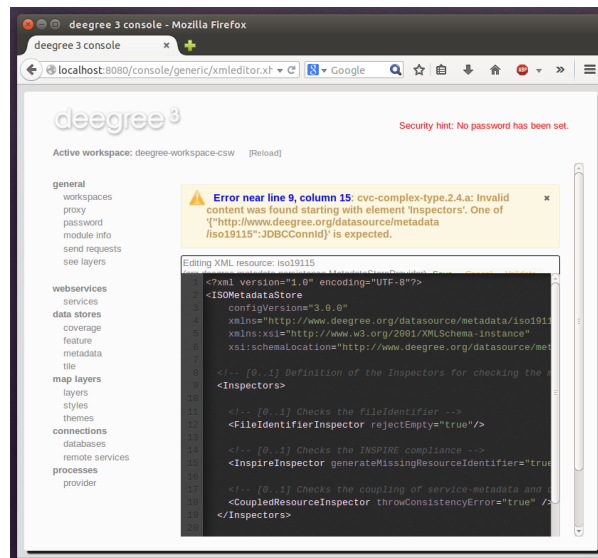 deegree 3 console - Mozilla Firefox
deegree 3 console
localhost:8080/console/generic/xmleditor.xh
Google
deegree 3
Security hint: No password has been set.
Active workspace: deegree-workspace-csw [Reload]
general
workspaces
proxy
password
module info
send requests
see layers
webservices
services
data stores
coverage
feature
metadata
tile
map layers
layers
styles
themes
connections
databases
remote services
processes
provider
Error near line 9, column 15: cvc-complex-type.2.4.a: Invalid
content was found starting with element 'Inspectors'. One of
'{"http://www.deegree.org/datasource/metadata
/iso19115":JDBCConnId}' is expected.
Editing XML resource: iso19115
1 <?xml version="1.0" encoding="UTF-8"?>
2 <ISOMetadataStore
3 configVersion="3.0.0"
4 xmlns="http://www.deegree.org/datasource/metadata/iso1911
5 xmlns:xsi="http://www.w3.org/2001/XMLSchema-instance"
6 xsi:schemaLocation="http://www.deegree.org/datasource/met
7
8 <!-- [0..1] Definition of the Inspectors for checking the
9 <Inspectors>
10
11 <!-- [0..1] Checks the fileIdentifier -->
12 <FileIdentifierInspector rejectEmpty="true"/>
13
14 <!-- [0..1] Checks the INSPIRE compliance -->
15 <InspireInspector generateMissingResourceIdentifier="true
16
17 <!-- [0..1] Checks the coupling of service-metadata and
18 <CoupledResourceInspector throwConsistencyError="true" />
19 </Inspectors>
20